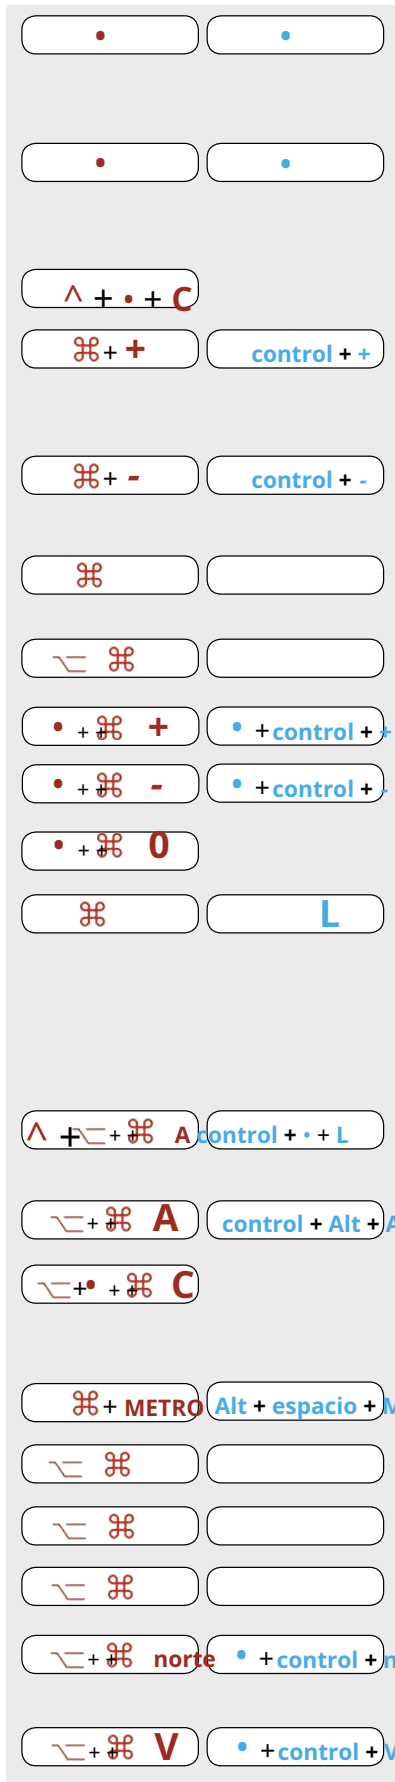 • •
• •
^ + • + C
⌘ + + control + +
⌘ + - control + -
⌘
⌥ ⌘
• + + ⌘ + • + control + +
• + + ⌘ - • + control + -
• + + ⌘ 0
⌘ L
^ + ⌥ + + ⌘ A control + • + L
⌥ + + ⌘ A control + Alt + A
⌥ + • + + ⌘ C
⌘ + METRO Alt + espacio + M
⌥ ⌘
⌥ ⌘
⌥ ⌘
⌥ + + ⌘ norte • + control + n
⌥ + + ⌘ V • + control + V